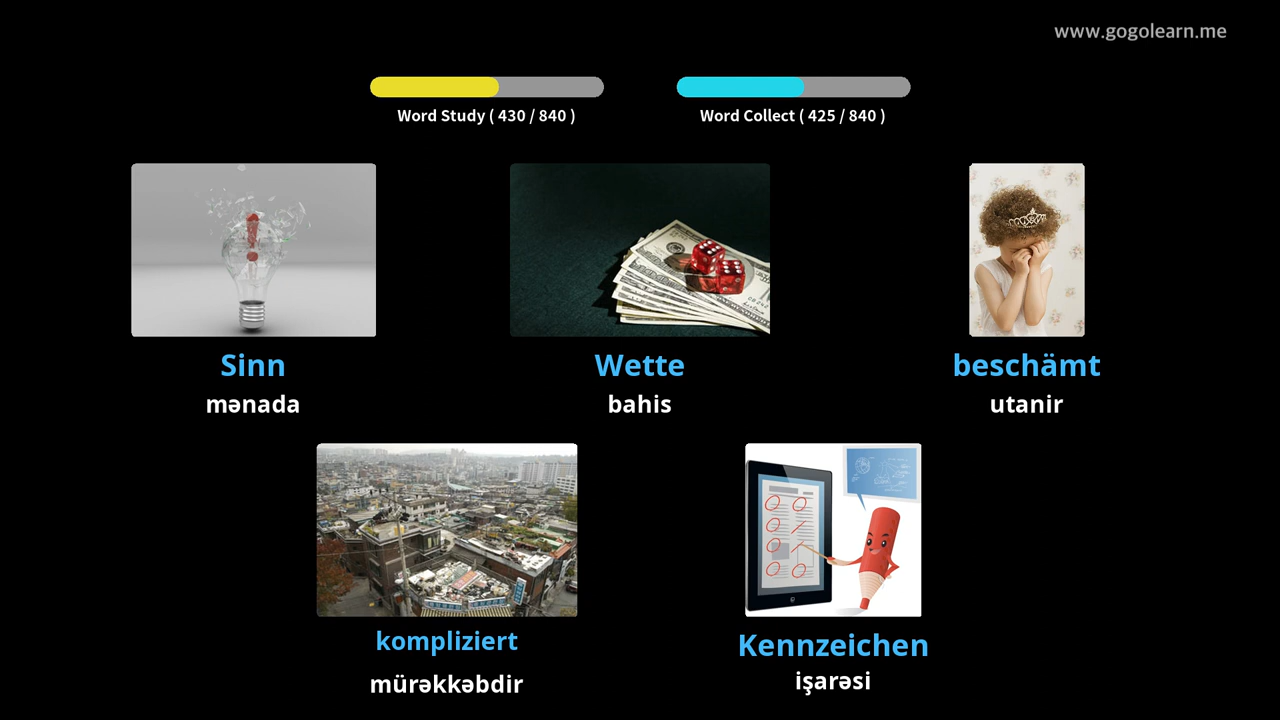 www.gogolearn.me
Word Study ( 430 / 840 )
Word Collect ( 425 / 840 )
Sinn
mənada
Wette
bahis
beschämt
utanir
kompliziert
mürəkkəbdir
Kennzeichen
işarəsi